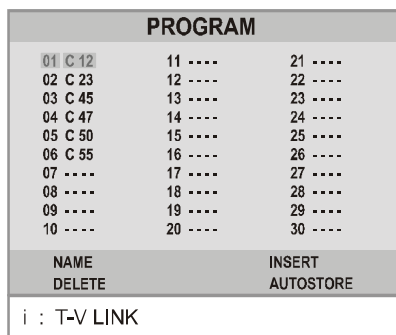 PROGRAM
01 C 12 11 ---- 21 ----
02 C 23 12 ---- 22 ----
03 C 45 13 ---- 23 ----
04 C 47 14 ---- 24 ----
05 C 50 15 ---- 25 ----
06 C 55 16 ---- 26 ----
07 ---- 17 ---- 27 ----
08 ---- 18 ---- 28 ----
09 ---- 19 ---- 29 ----
10 ---- 20 ---- 30 ----
NAME INSERT
DELETE AUTOSTORE
i : T-V LINK